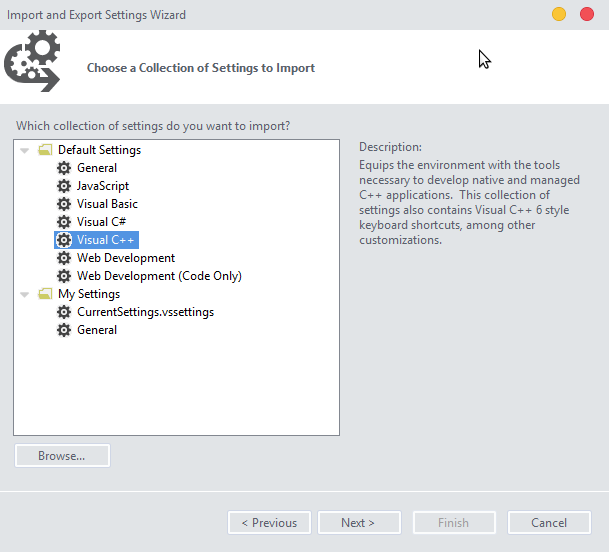 Import and Export Settings Wizard
Choose a Collection of Settings to Import
Which collection of settings do you want to import?
Default Settings
General
JavaScript
Visual Basic
Visual C#
Visual C++
Web Development
Web Development (Code Only)
My Settings
CurrentSettings.vssettings
General
Description:
Equips the environment with the tools
necessary to develop native and managed
C++ applications.  This collection of
settings also contains Visual C++ 6 style
keyboard shortcuts, among other
customizations.
Browse...
< Previous
Next >
Finish
Cancel